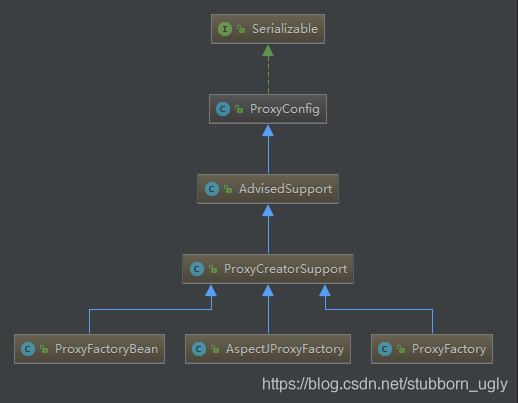 I Serializable
C ProxyConfig
C AdvisedSupport
C ProxyCreatorSupport
C ProxyFactoryBean
C AspectJProxyFactory
C ProxyFactory
https://blog.csdn.net/stubborn_ugly